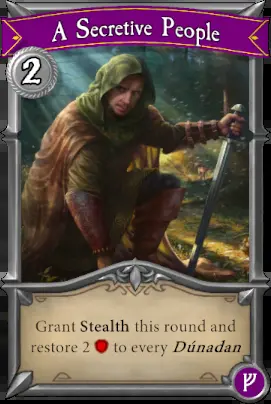 A Secretive People
2
Grant Stealth this round and
restore 2 to every Dúnadan